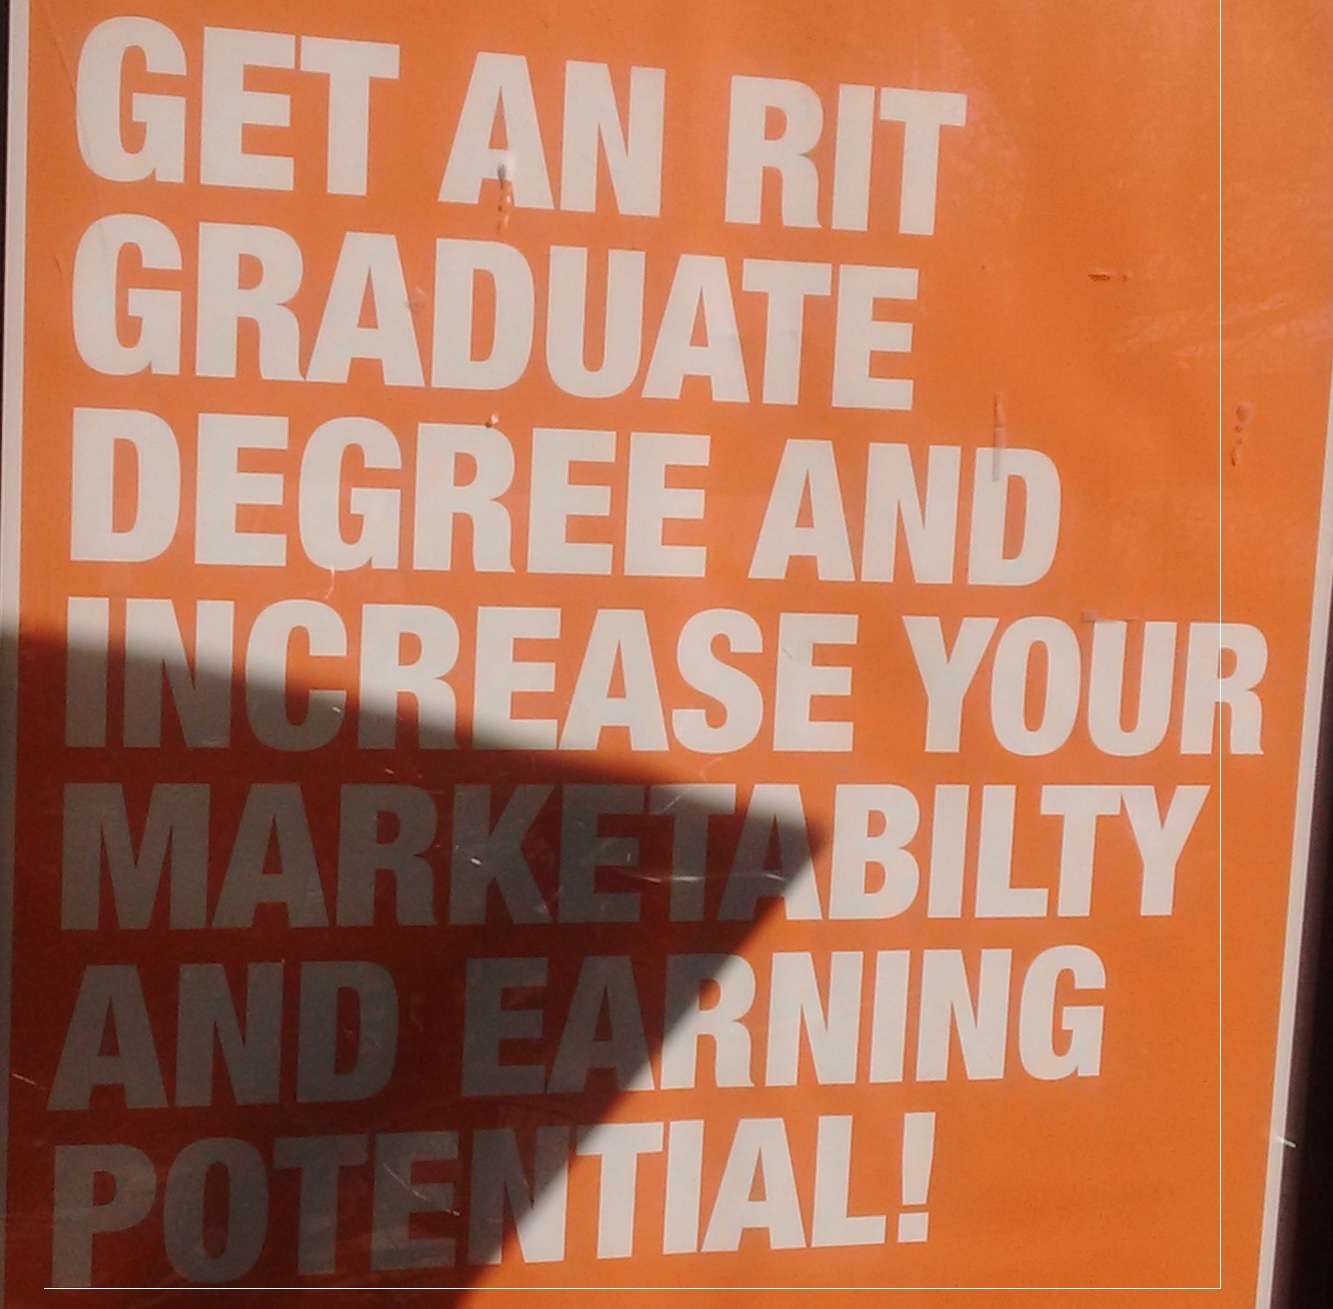 GET AN RIT
GRADUATE
DEGREE AND
INCREASE YOUR
MARKETABILTY
AND EARNING
POTENTIAL!